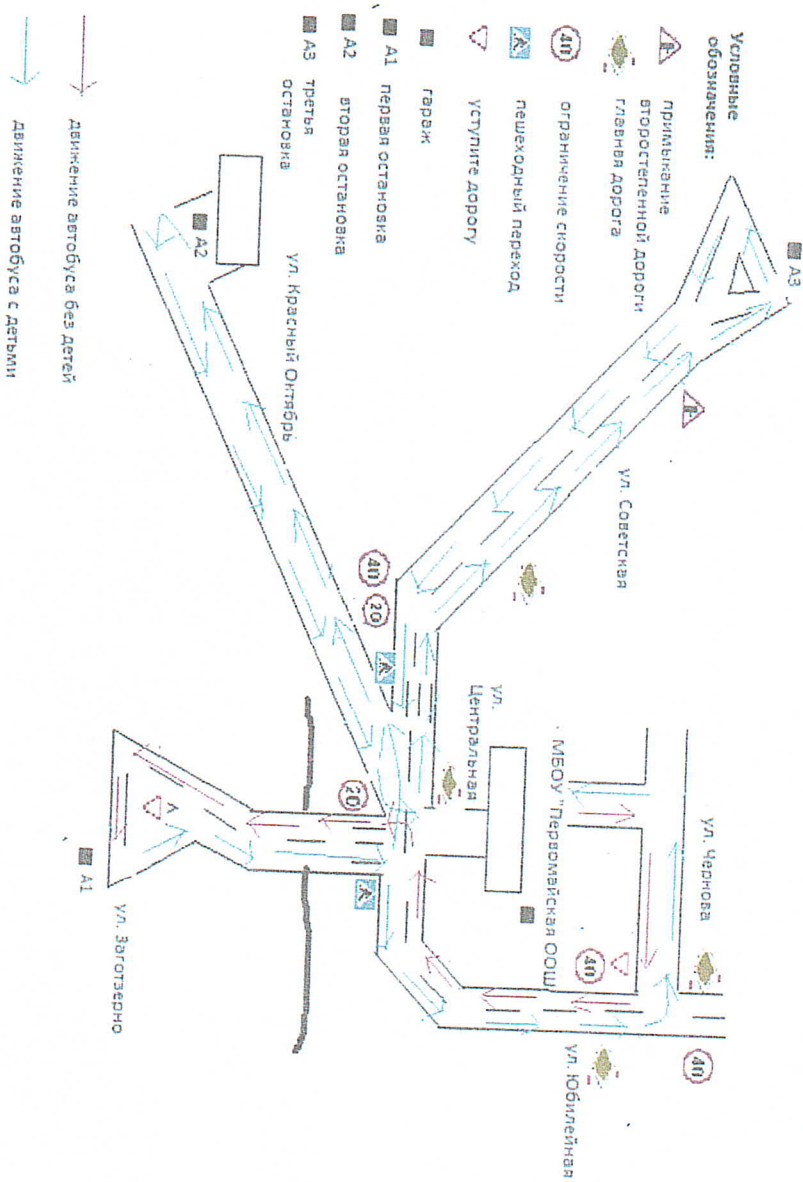 Условные
обозначения:
примыкание
второстепенной дороги
главная дорога
40
ограничение скорости
пешеходный переход
уступите дорогу
гараж
А1 первая остановка
А2 вторая остановка
А3 третья
остановка
движение автобуса без детей
движение автобуса с детьми
А3
ул. Советская
ул. Красный Октябрь
А2
40
20
ул.
Центральная
МБОУ "Первомайская ООШ
ул. Чернова
40
40
ул. Юбилейная
20
А1
ул. Заготзерно